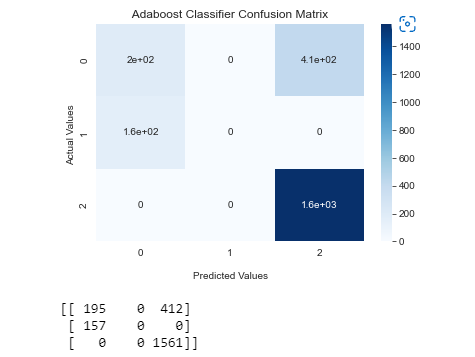 Adaboost Classifier Confusion Matrix
0 2e+02 0 4.1e+02
1 1.6e+02 0 0
2 0 0 1.6e+03
0 1 2
Actual Values
Predicted Values
1400
1200
1000
800
600
400
200
0
[[ 195 0 412]
[ 157 0 0]
[ 0 0 1561]]